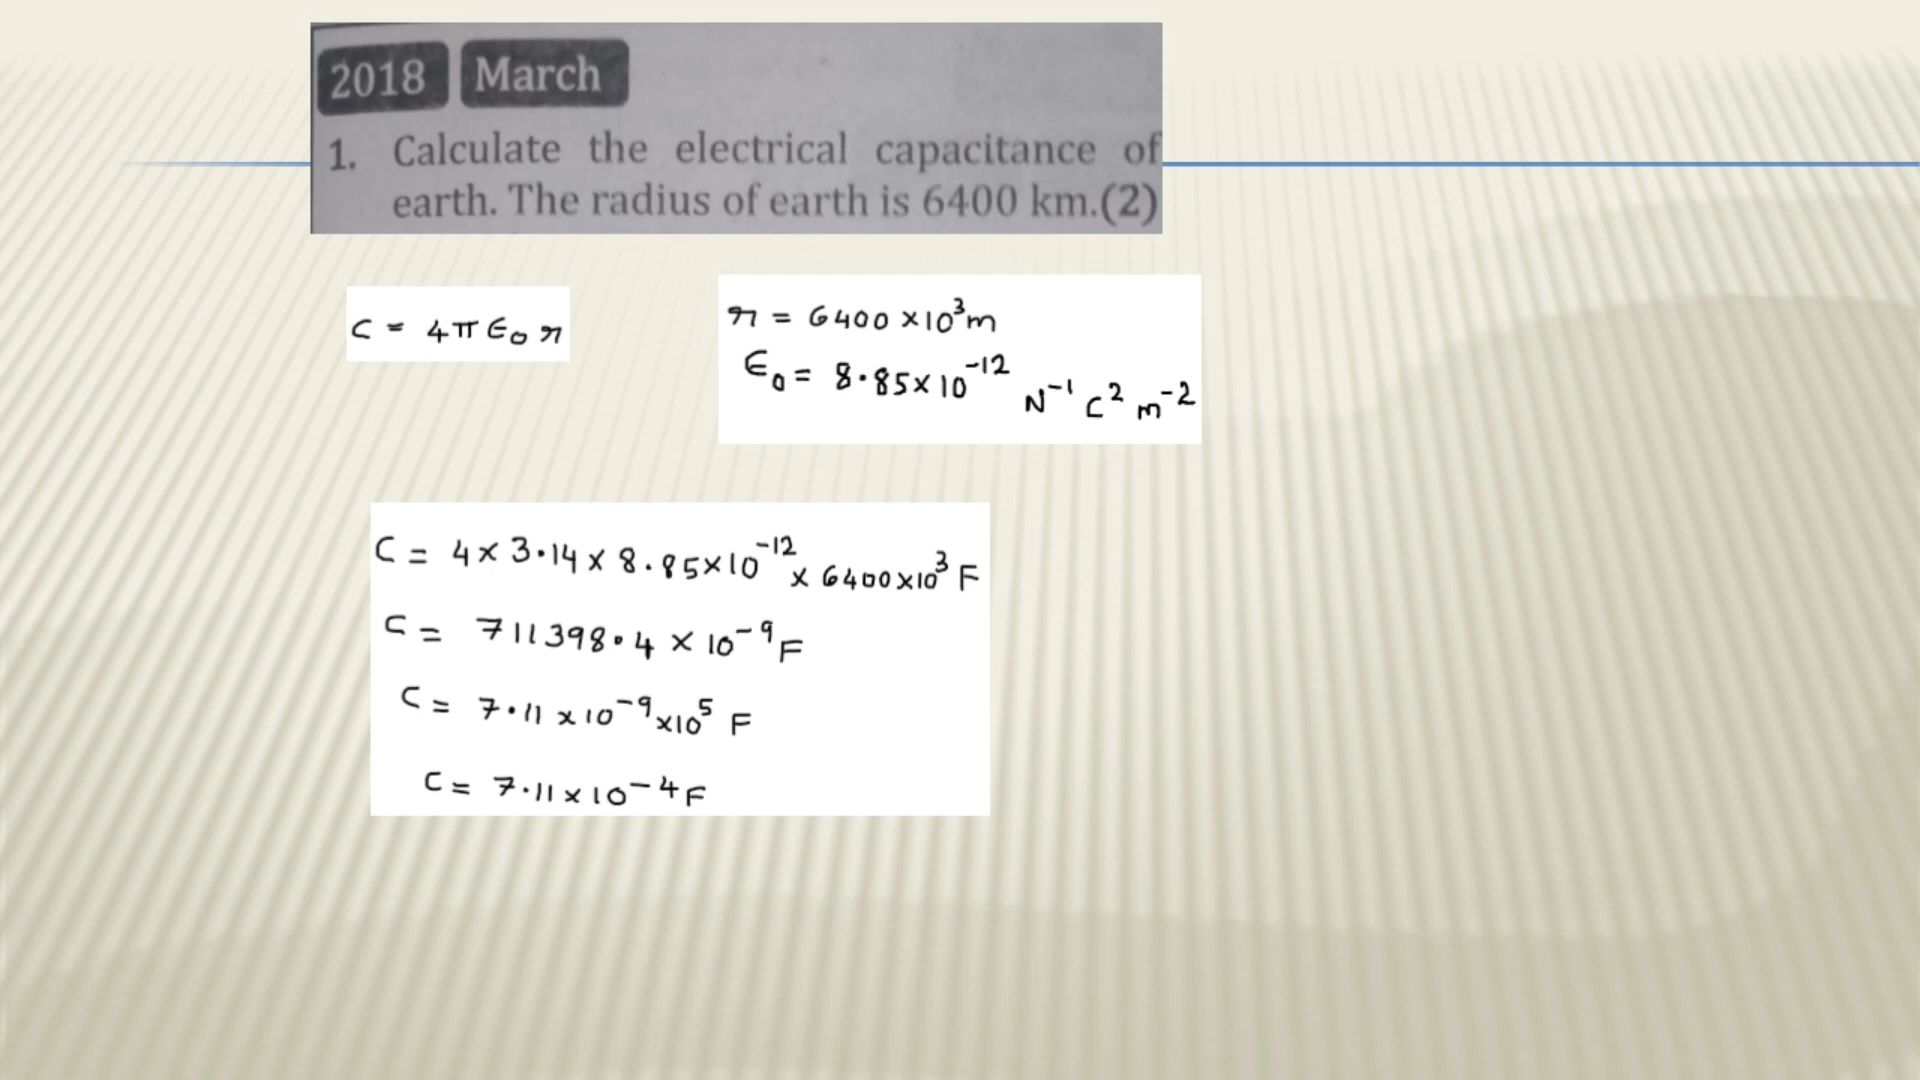 2018 March
1. Calculate the electrical capacitance of
earth. The radius of earth is 6400 km.(2)
C = 4π ϵ₀ r
r = 6400 ×10³m
ϵ₀ = 8.85×10⁻¹² N⁻¹ C² m⁻²
C = 4× 3.14 × 8.85×10⁻¹² × 6400×10³ F
C = 711398.4 × 10⁻⁹ F
C = 7.11 ×10⁻⁹×10⁵ F
C = 7.11×10⁻⁴ F